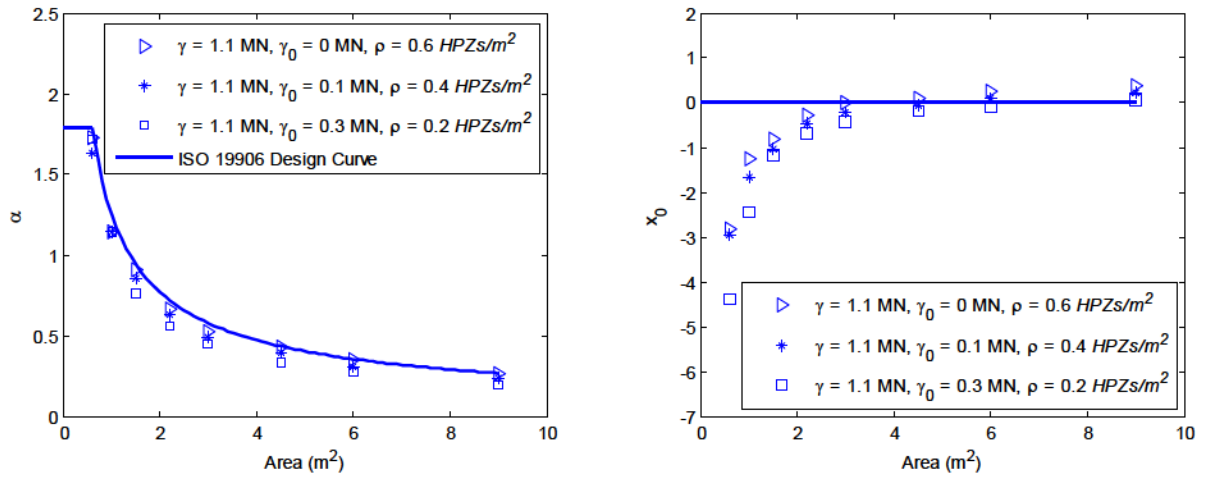 2.5
2
1.5
1
0.5
0
α
γ = 1.1 MN, γ₀ = 0 MN, ρ = 0.6 HPZs/m²
γ = 1.1 MN, γ₀ = 0.1 MN, ρ = 0.4 HPZs/m²
γ = 1.1 MN, γ₀ = 0.3 MN, ρ = 0.2 HPZs/m²
ISO 19906 Design Curve
0 2 4 6 8 10
Area (m²)
2
1
0
-1
-2
-3
-4
-5
-6
-7
x₀
γ = 1.1 MN, γ₀ = 0 MN, ρ = 0.6 HPZs/m²
γ = 1.1 MN, γ₀ = 0.1 MN, ρ = 0.4 HPZs/m²
γ = 1.1 MN, γ₀ = 0.3 MN, ρ = 0.2 HPZs/m²
0 2 4 6 8 10
Area (m²)